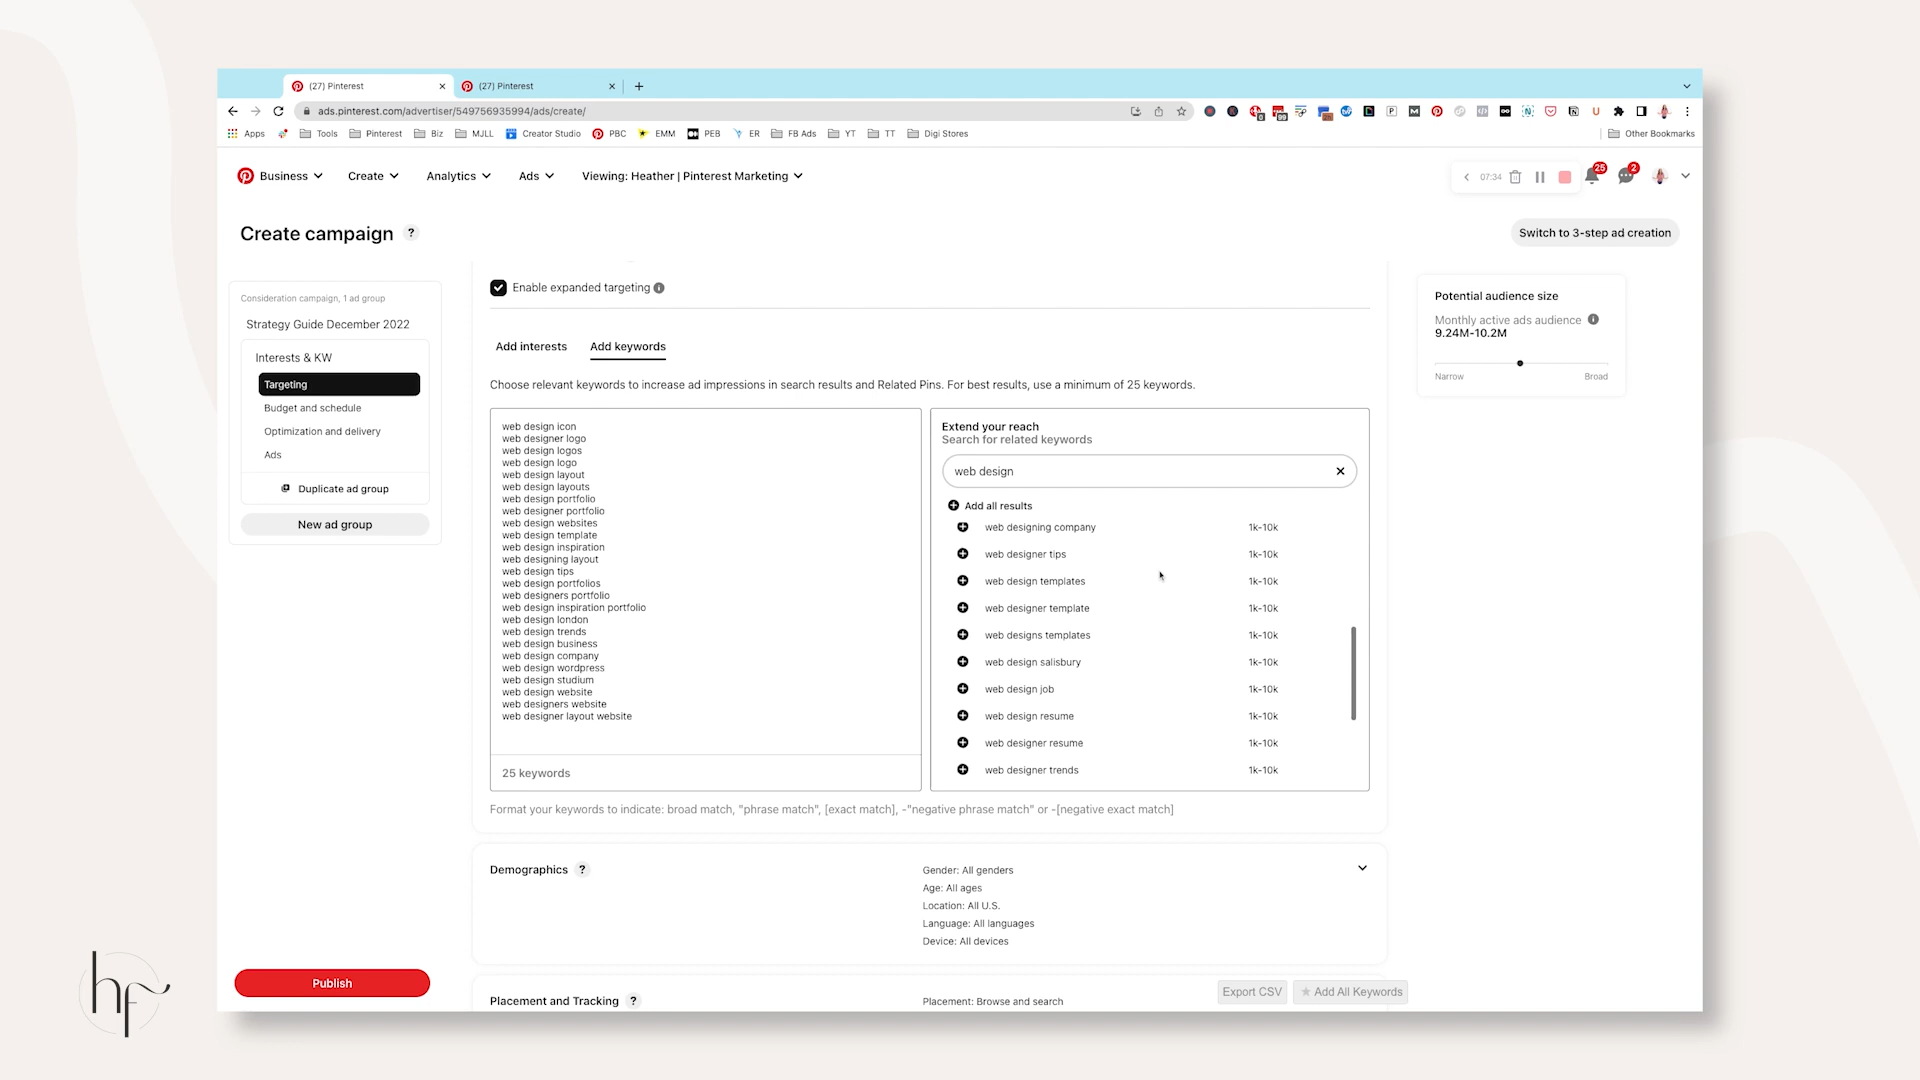 (27) Pinterest
(27) Pinterest
ads.pinterest.com/advertiser/549756935994/ads/create/
Apps
Tools
Pinterest
Biz
MJLL
Creator Studio
PBC
EMM
PEB
ER
FB Ads
YT
TT
Digi Stores
Other Bookmarks
Business
Create
Analytics
Ads
Viewing: Heather | Pinterest Marketing
07:34
25
2
Create campaign ?
Switch to 3-step ad creation
Consideration campaign, 1 ad group
Strategy Guide December 2022
Interests & KW
Targeting
Budget and schedule
Optimization and delivery
Ads
Duplicate ad group
New ad group
Publish
Enable expanded targeting
Add interests
Add keywords
Choose relevant keywords to increase ad impressions in search results and Related Pins. For best results, use a minimum of 25 keywords.
web design icon
web designer logo
web design logos
web design logo
web design layout
web design layouts
web design portfolio
web designer portfolio
web design websites
web design template
web design inspiration
web designing layout
web design tips
web design portfolios
web designers portfolio
web design inspiration portfolio
web design london
web design trends
web design business
web design company
web design wordpress
web design studium
web design website
web designers website
web designer layout website
25 keywords
Extend your reach
Search for related keywords
web design
Add all results
web designing company 1k-10k
web designer tips 1k-10k
web design templates 1k-10k
web designer template 1k-10k
web designs templates 1k-10k
web design salisbury 1k-10k
web design job 1k-10k
web design resume 1k-10k
web designer resume 1k-10k
web designer trends 1k-10k
Format your keywords to indicate: broad match, "phrase match", [exact match], -"negative phrase match" or -[negative exact match]
Demographics ?
Gender: All genders
Age: All ages
Location: All U.S.
Language: All languages
Device: All devices
Placement and Tracking ?
Placement: Browse and search
Export CSV
★ Add All Keywords
Potential audience size
Monthly active ads audience
9.24M-10.2M
Narrow
Broad
hf